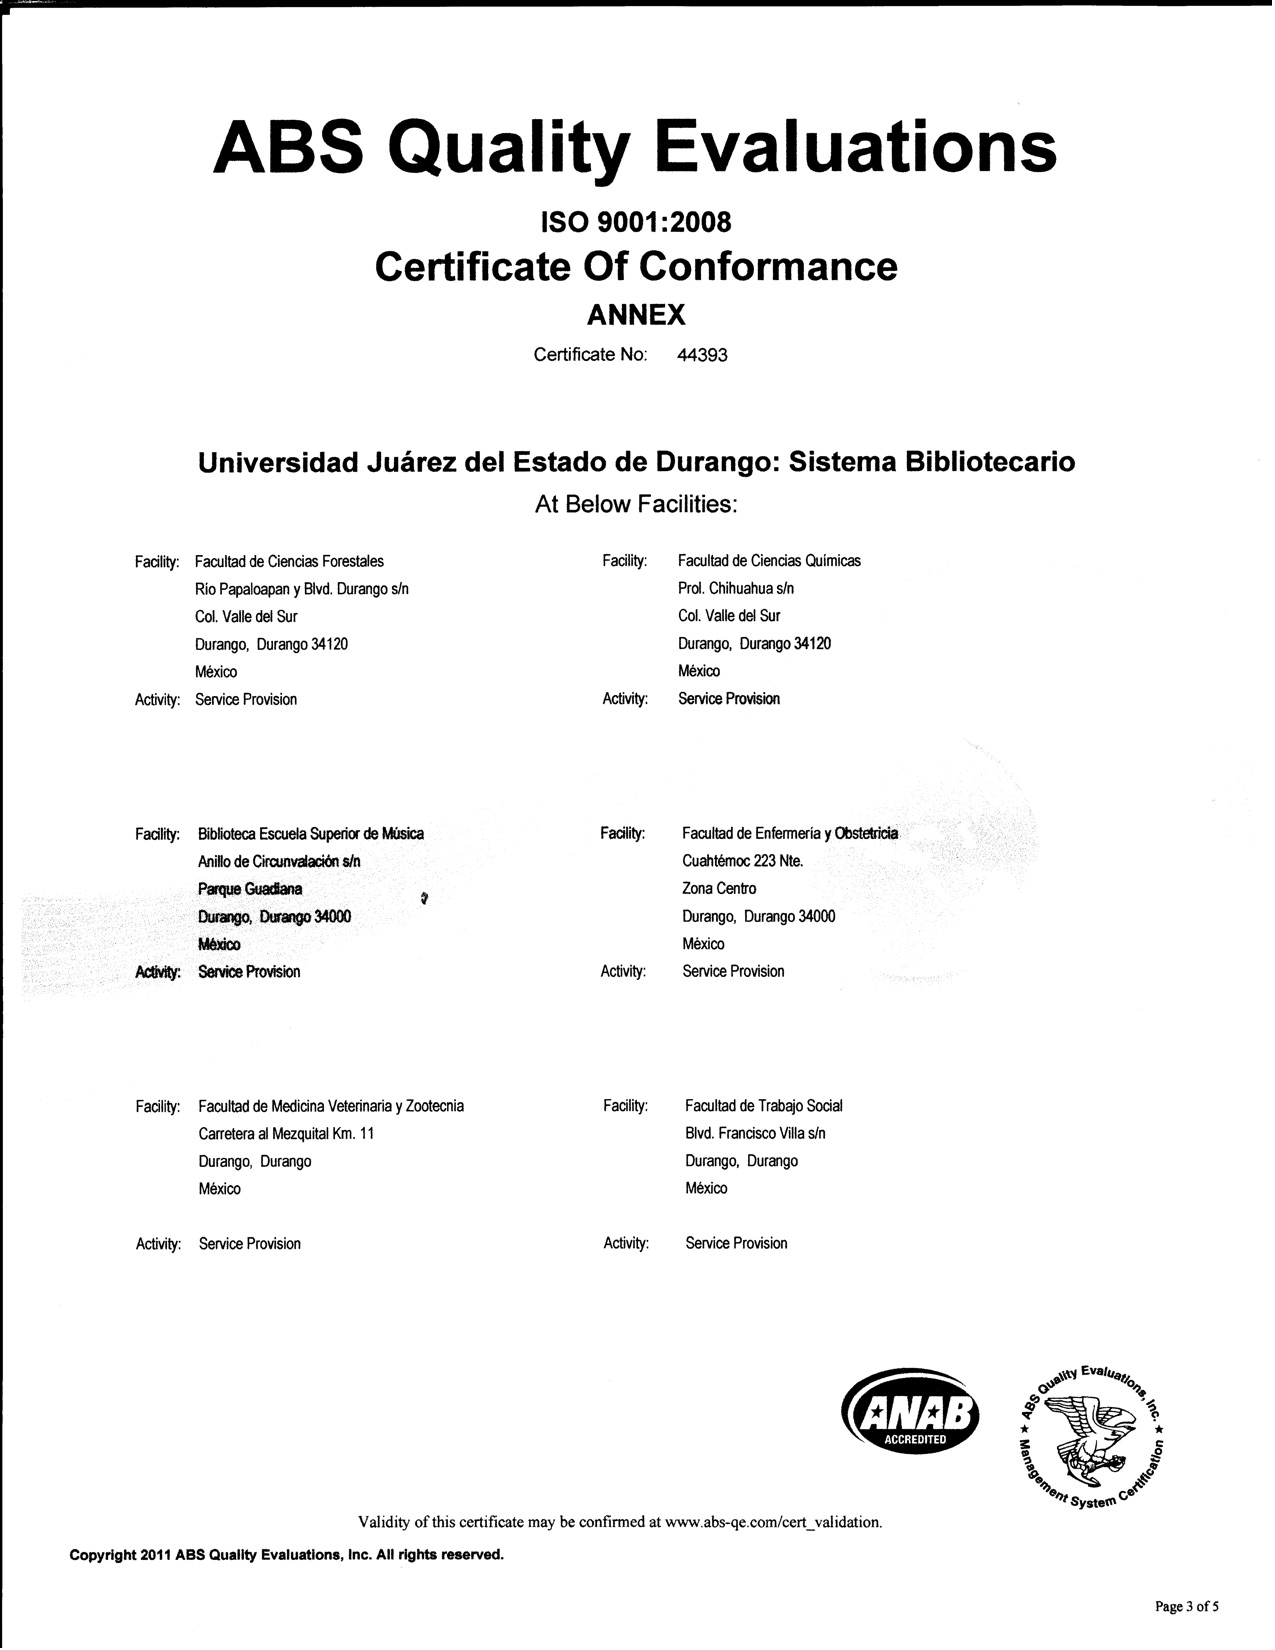 ABS Quality Evaluations
ISO 9001:2008
Certificate Of Conformance
ANNEX
Certificate No: 44393
Universidad Juárez del Estado de Durango: Sistema Bibliotecario
At Below Facilities:
Facility: Facultad de Ciencias Forestales
Río Papaloapan y Blvd. Durango s/n
Col. Valle del Sur
Durango, Durango 34120
México
Activity: Service Provision
Facility: Facultad de Ciencias Químicas
Prol. Chihuahua s/n
Col. Valle del Sur
Durango, Durango 34120
México
Activity: Service Provision
Facility: Biblioteca Escuela Superior de Música
Anillo de Circunvalación s/n
Parque Guadiana
Durango, Durango 34000
México
Activity: Service Provision
Facility: Facultad de Enfermería y Obstetricia
Cuahtémoc 223 Nte.
Zona Centro
Durango, Durango 34000
México
Activity: Service Provision
Facility: Facultad de Medicina Veterinaria y Zootecnia
Carretera al Mezquital Km. 11
Durango, Durango
México
Activity: Service Provision
Facility: Facultad de Trabajo Social
Blvd. Francisco Villa s/n
Durango, Durango
México
Activity: Service Provision
ANAB
ACCREDITED
ABS Quality Evaluations, Inc.
Management System Certification
Validity of this certificate may be confirmed at www.abs-qe.com/cert_validation.
Copyright 2011 ABS Quality Evaluations, Inc. All rights reserved.
Page 3 of 5